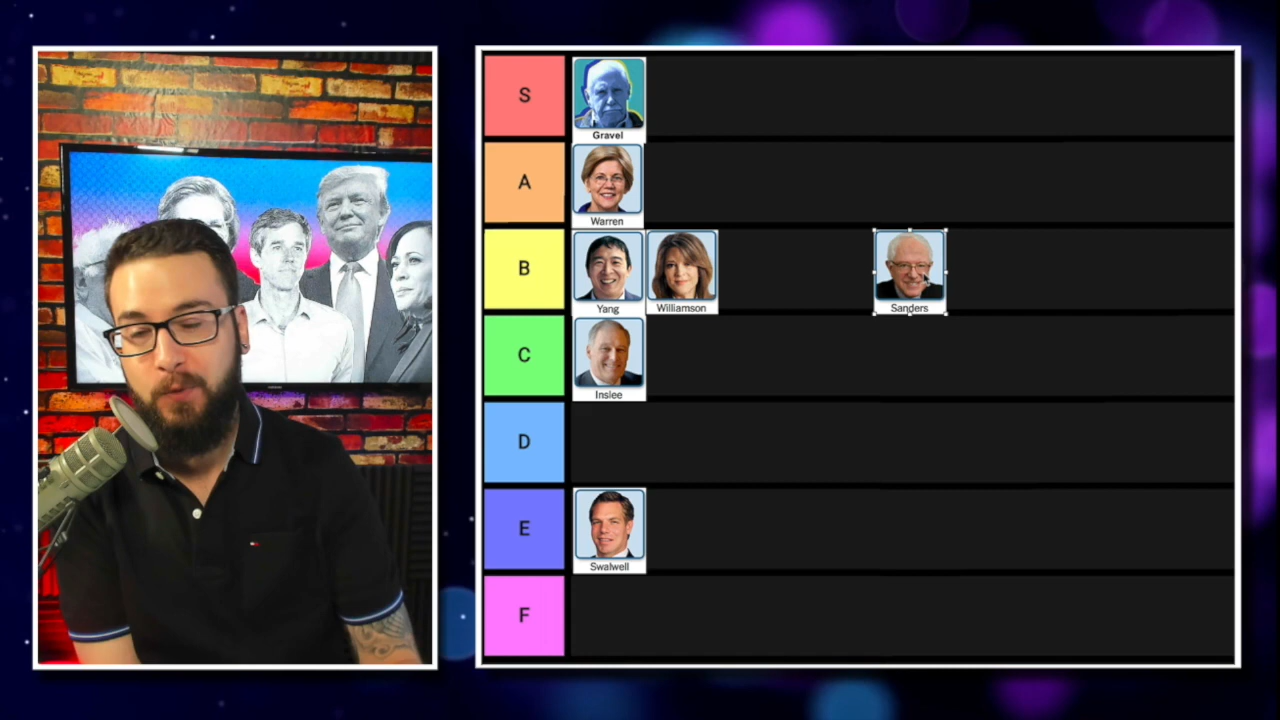 S
Gravel
A
Warren
B
Yang
Williamson
Sanders
C
Inslee
D
E
Swalwell
F